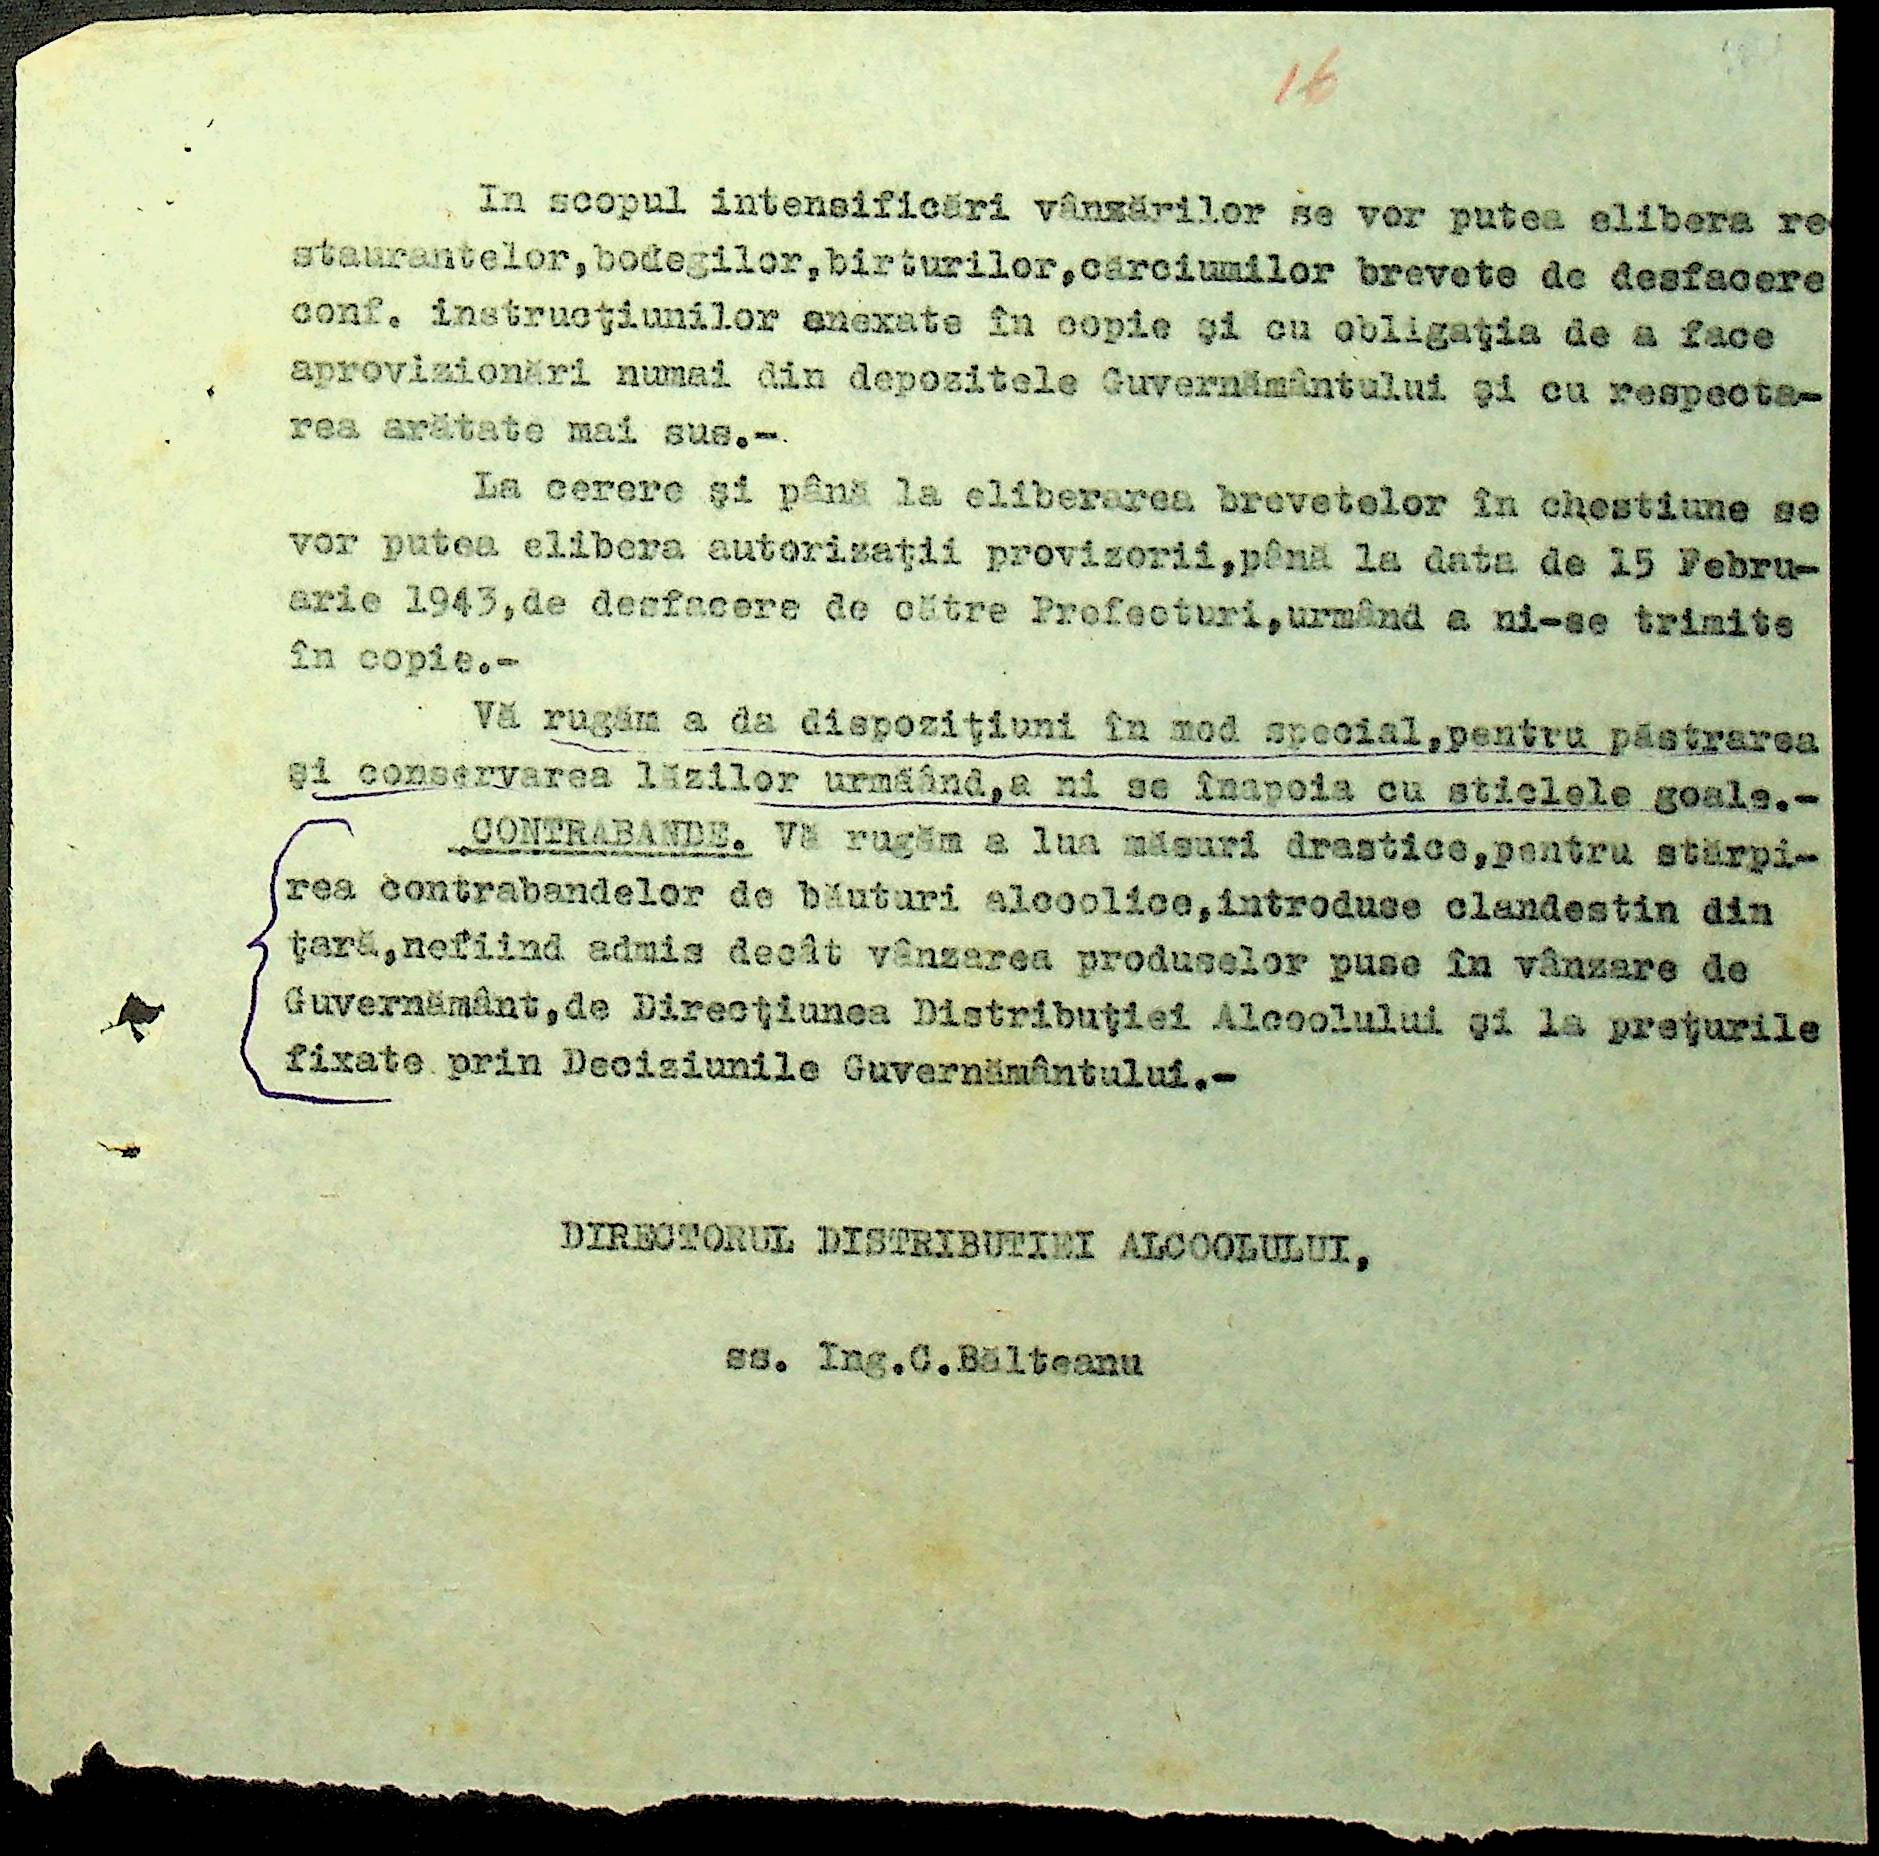 16
In scopul intensificări vânzărilor se vor putea elibera re
staurantelor,bodegilor,birturilor,cârciumilor brevete de desfacere
conf. instrucţiunilor anexate în copie şi cu obligaţia de a face
aprovizionări numai din depozitele Guvernământului şi cu respecta-
rea arătate mai sus.-
La cerere şi până la eliberarea brevetelor în chestiune se
vor putea elibera autorizaţii provizorii,până la data de 15 Febru-
arie 1943,de desfacere de către Prefecturi,urmând a ni-se trimite
în copie.-
Vă rugăm a da dispoziţiuni în mod special,pentru păstrarea
şi conservarea lăzilor urmăând,a ni se înapoia cu sticlele goale.-
CONTRABANDE. Vă rugăm a lua măsuri drastice,pentru stârpi-
rea contrabandelor de băuturi alcoolice,introduse clandestin din
ţară,nefiind admis decât vânzarea produselor puse în vânzare de
Guvernământ,de Direcţiunea Distribuţiei Alcoolului şi la preţurile
fixate prin Deciziunile Guvernământului.-
DIRECTORUL DISTRIBUTIEI ALCOOLULUI,
ss. Ing.C.Bălteanu